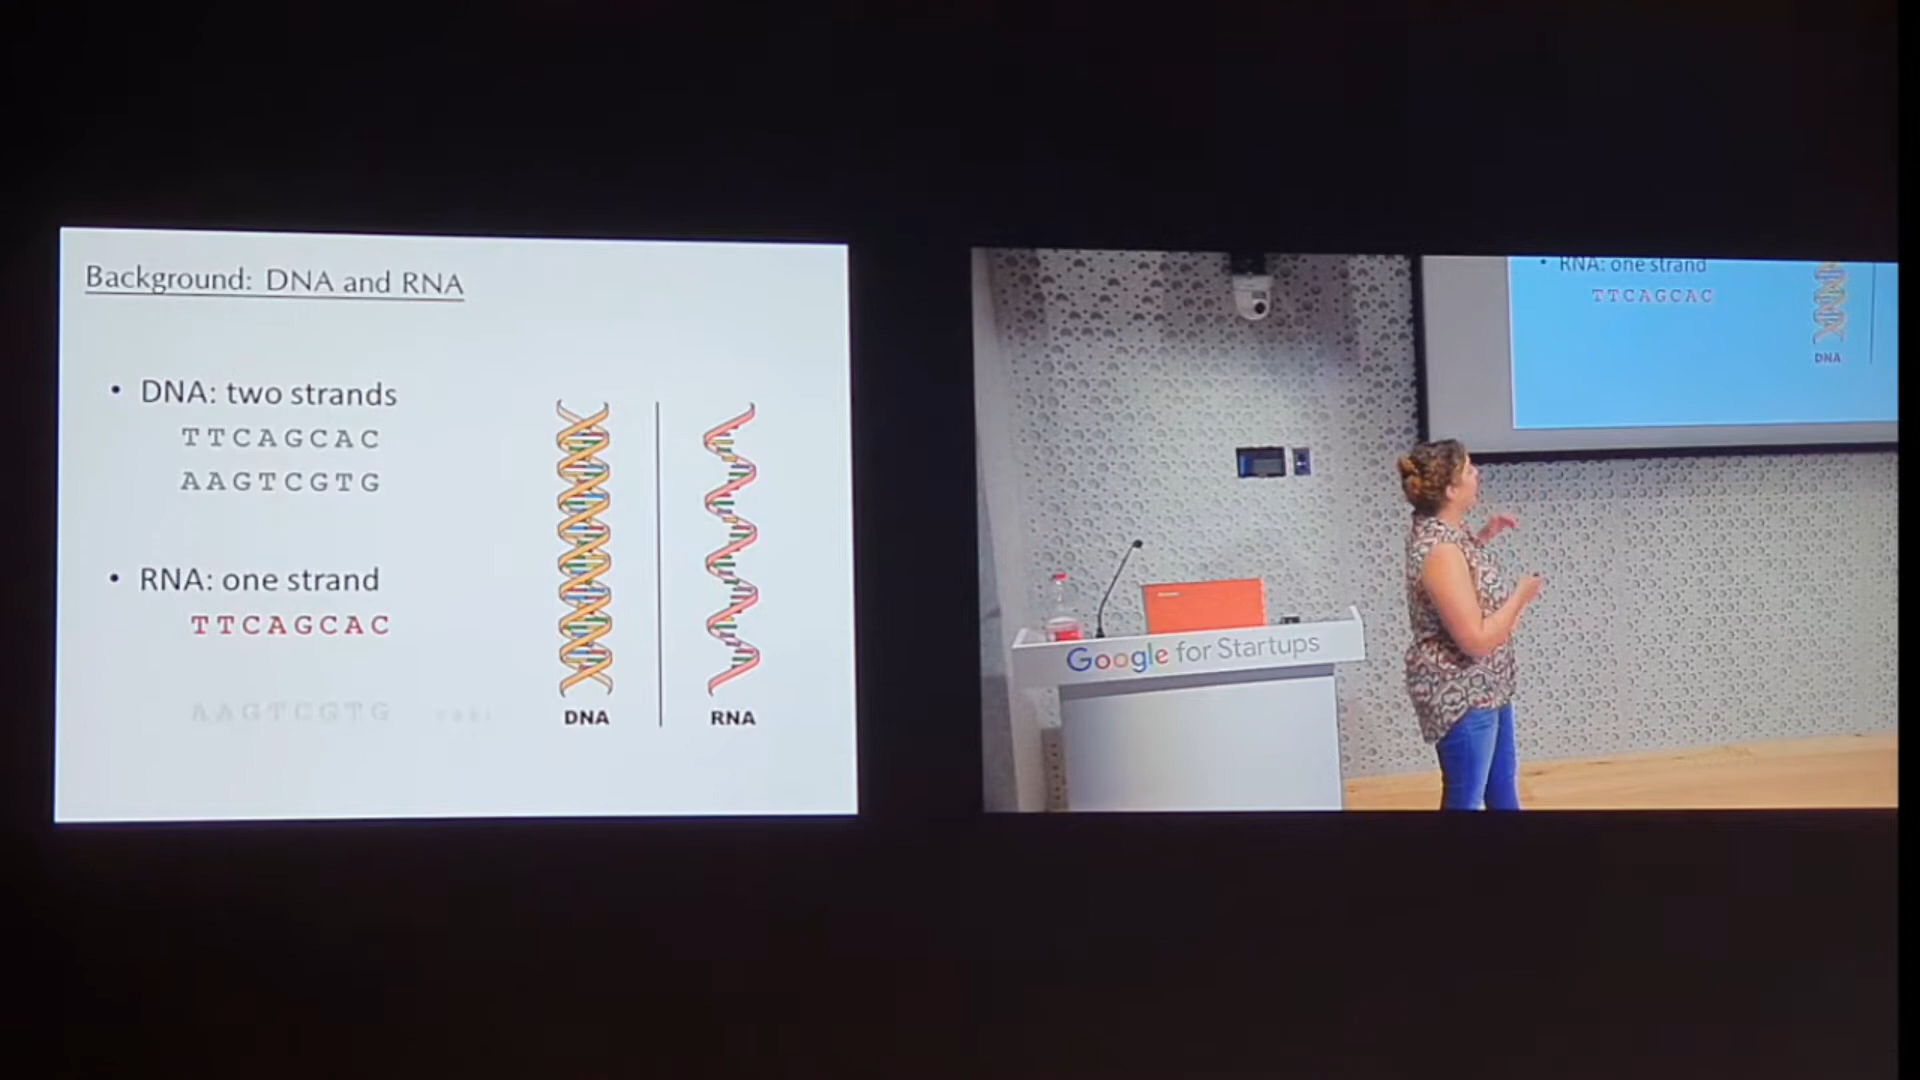 Background: DNA and RNA
• DNA: two strands
TTCAGCAC
AAGTCGTG
• RNA: one strand
TTCAGCAC
AAGTCGTG
DNA
RNA
• RNA: one strand
TTCAGCAC
DNA
Google for Startups